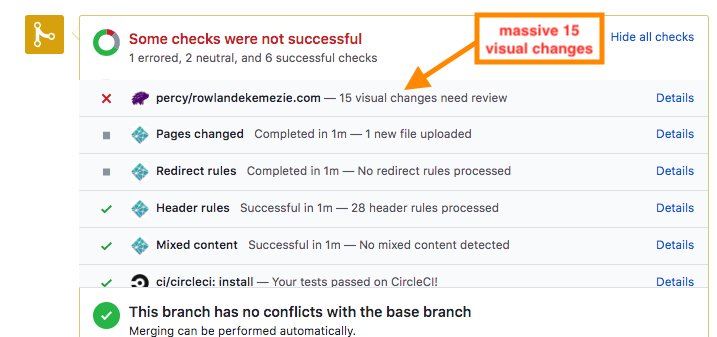 massive 15
visual changes
Some checks were not successful
Hide all checks
1 errored, 2 neutral, and 6 successful checks
percy/rowlandekemezie.com — 15 visual changes need review Details
Pages changed Completed in 1m — 1 new file uploaded Details
Redirect rules Completed in 1m — No redirect rules processed Details
Header rules Successful in 1m — 28 header rules processed Details
Mixed content Successful in 1m — No mixed content detected Details
ci/circleci: install — Your tests passed on CircleCI! Details
This branch has no conflicts with the base branch
Merging can be performed automatically.